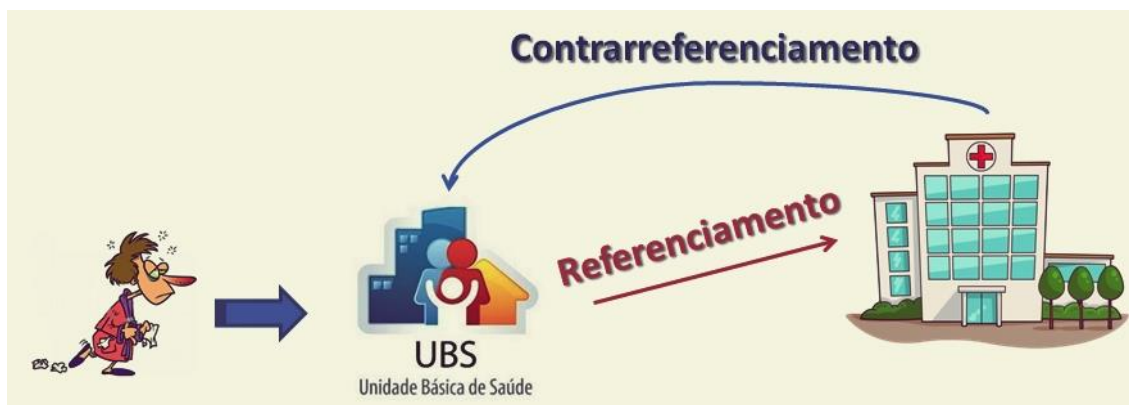 Contrarreferenciamento
Referenciamento
UBS
Unidade Básica de Saúde